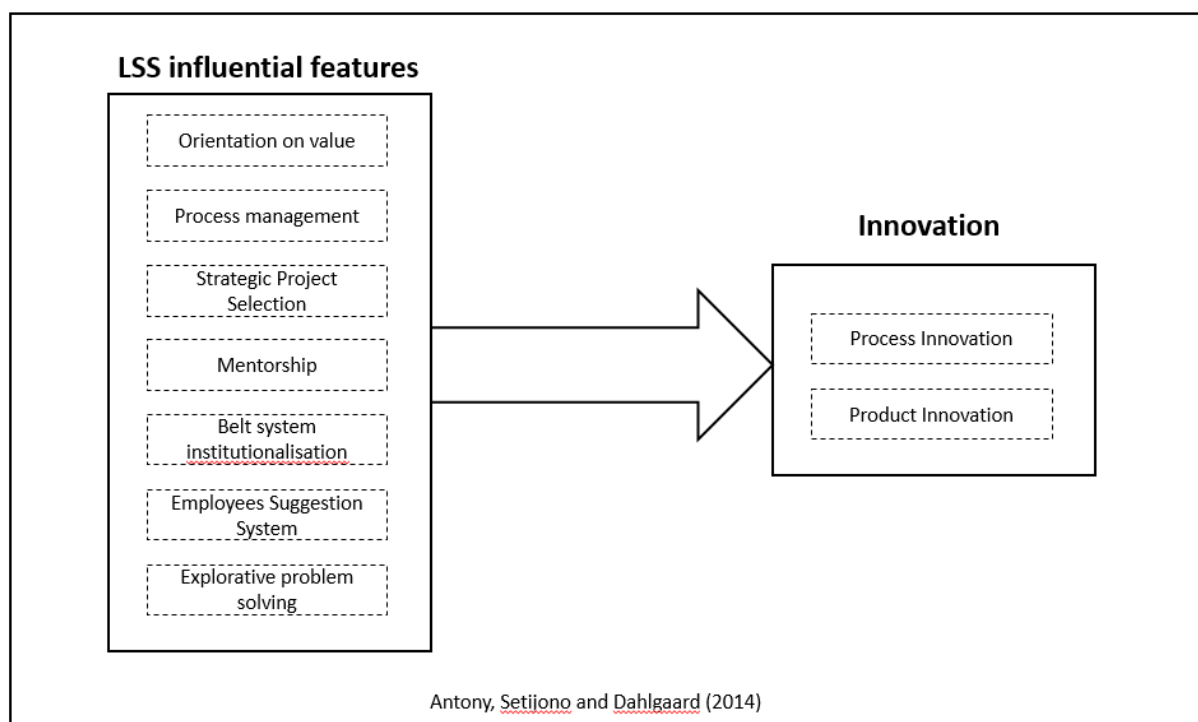 LSS influential features
Orientation on value
Process management
Strategic Project
Selection
Mentorship
Belt system
institutionalisation
Employees Suggestion
System
Explorative problem
solving
Innovation
Process Innovation
Product Innovation
Antony, Setijono and Dahlgaard (2014)